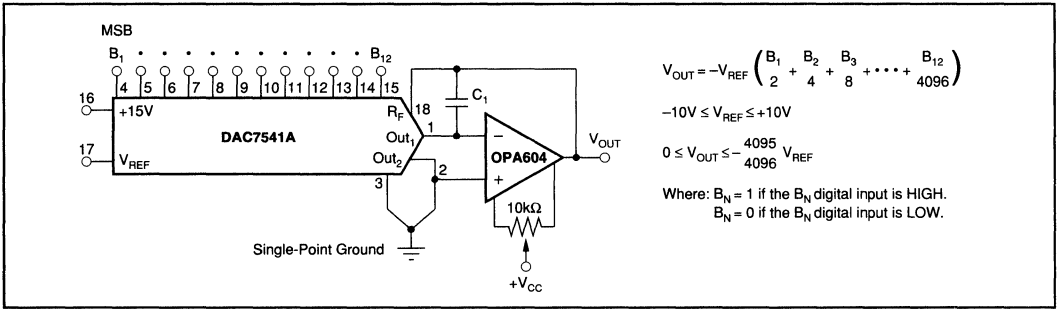 MSB
B1 • • • • • • • • • • B12
4 5 6 7 8 9 10 11 12 13 14 15
16
+15V
RF
18
C1
DAC7541A
Out1
1
−
VOUT
OPA604
17
VREF
Out2
2
+
3
10kΩ
Single-Point Ground
+VCC
VOUT = −VREF (B1/2 + B2/4 + B3/8 + • • • + B12/4096)
−10V ≤ VREF ≤ +10V
0 ≤ VOUT ≤ − 4095/4096 VREF
Where: BN = 1 if the BN digital input is HIGH.
BN = 0 if the BN digital input is LOW.